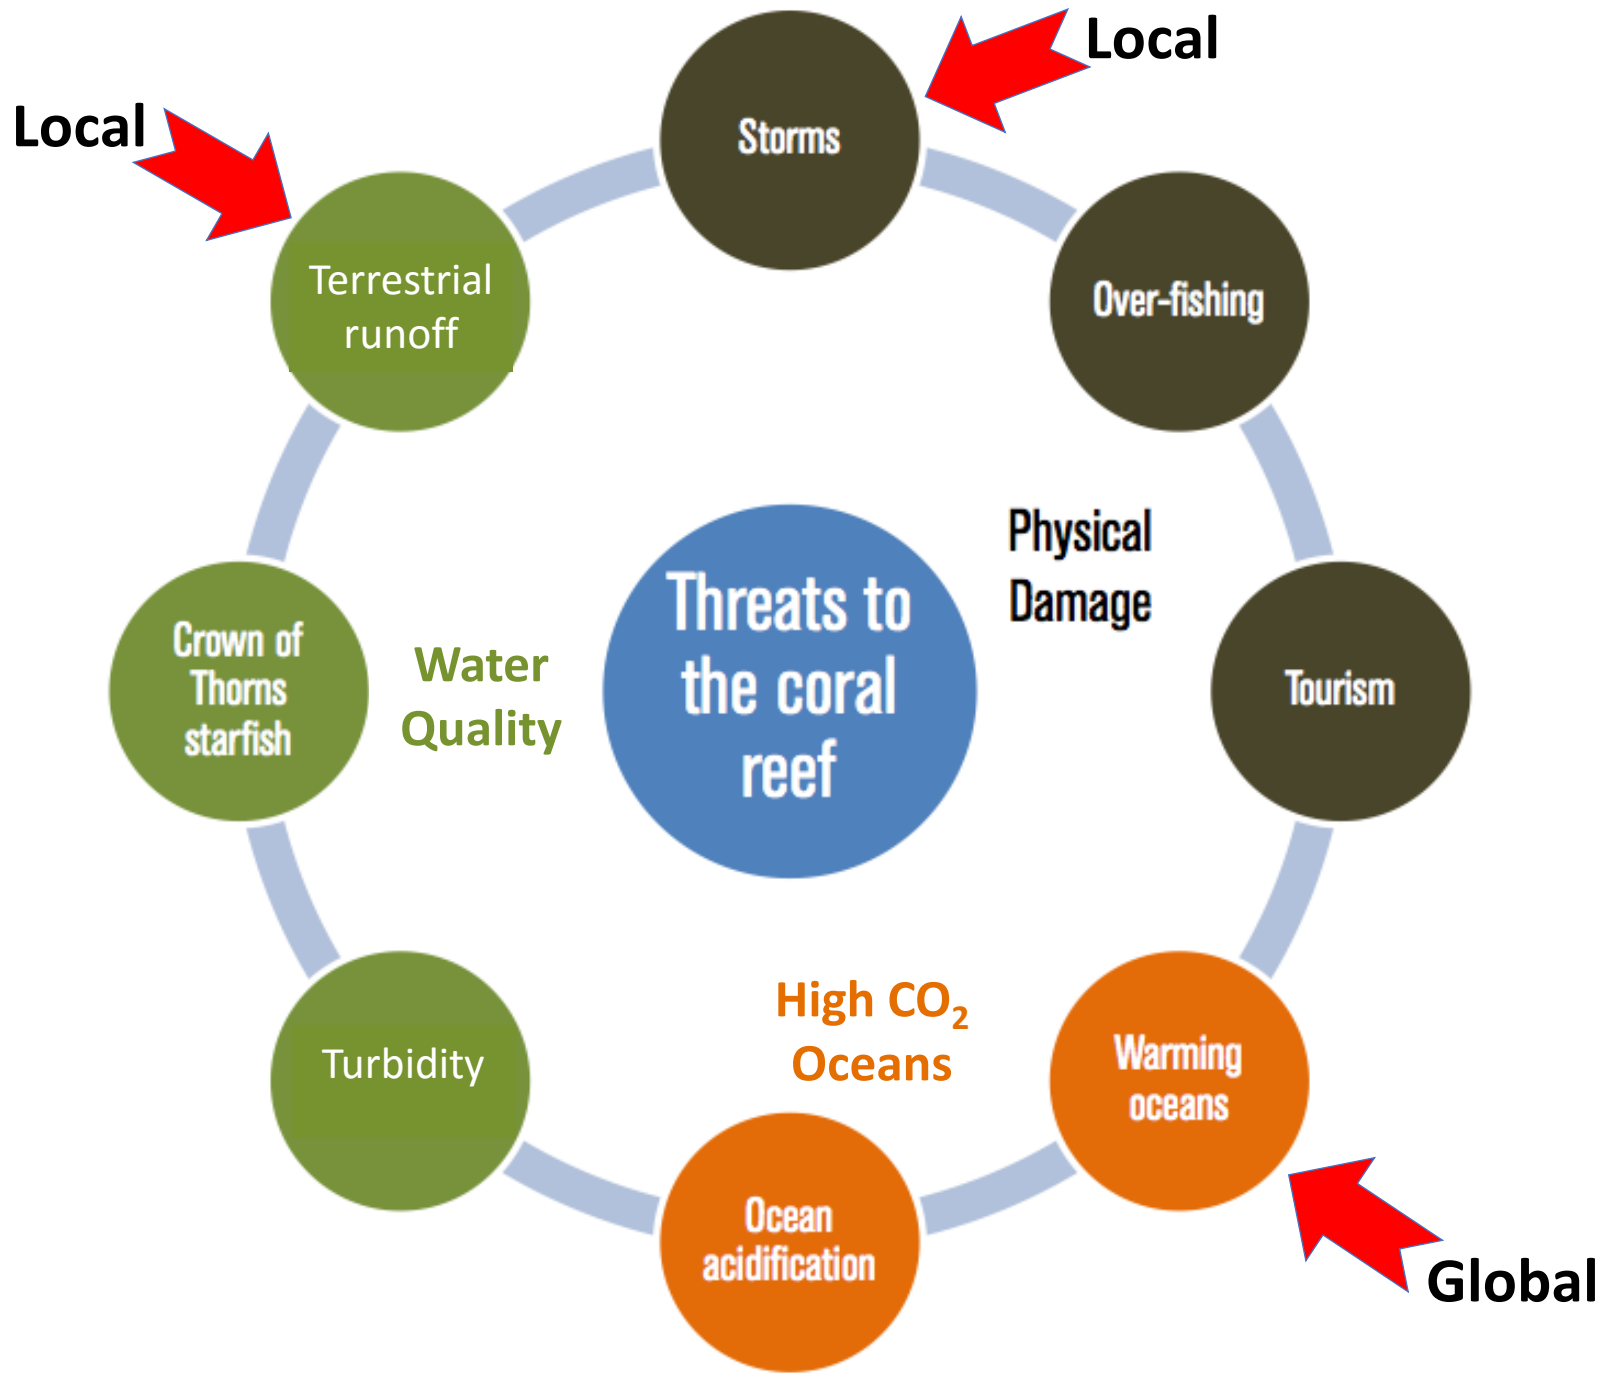 Local
Storms
Local
Terrestrial
runoff
Over-fishing
Physical
Damage
Threats to
the coral
reef
Crown of
Thorns
starfish
Water
Quality
Tourism
High CO₂
Oceans
Turbidity
Warming
oceans
Ocean
acidification
Global